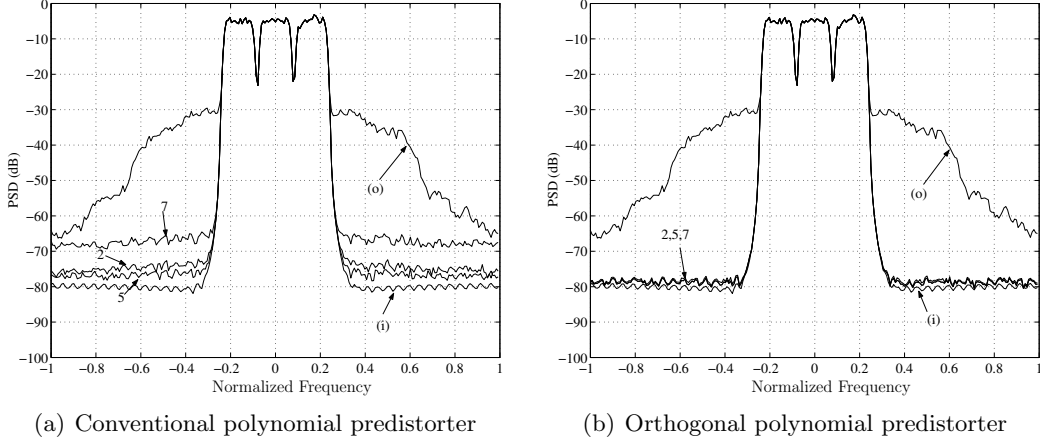 0
−10
−20
−30
−40
−50
−60
−70
−80
−90
−100
PSD (dB)
−1 −0.8 −0.6 −0.4 −0.2 0 0.2 0.4 0.6 0.8 1
Normalized Frequency
(o)
7
2
5
(i)
(a) Conventional polynomial predistorter
0
−10
−20
−30
−40
−50
−60
−70
−80
−90
−100
PSD (dB)
−1 −0.8 −0.6 −0.4 −0.2 0 0.2 0.4 0.6 0.8 1
Normalized Frequency
(o)
2,5,7
(i)
(b) Orthogonal polynomial predistorter